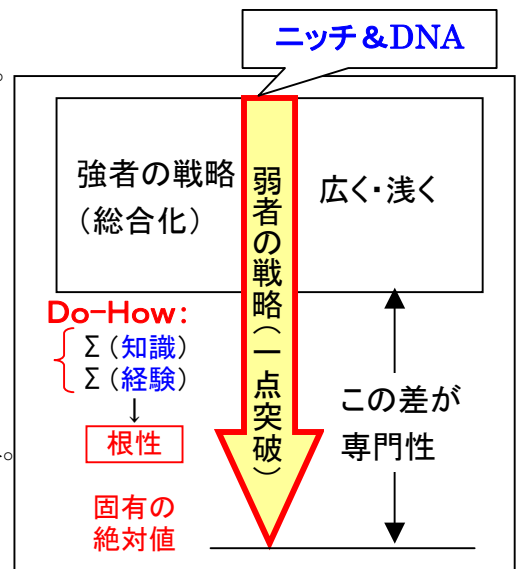 ニッチ&DNA
強者の戦略
(総合化)
弱者の戦略(一点突破)
広く・浅く
Do-How:
Σ(知識)
Σ(経験)
↓
根性
固有の
絶対値
この差が
専門性
。
。